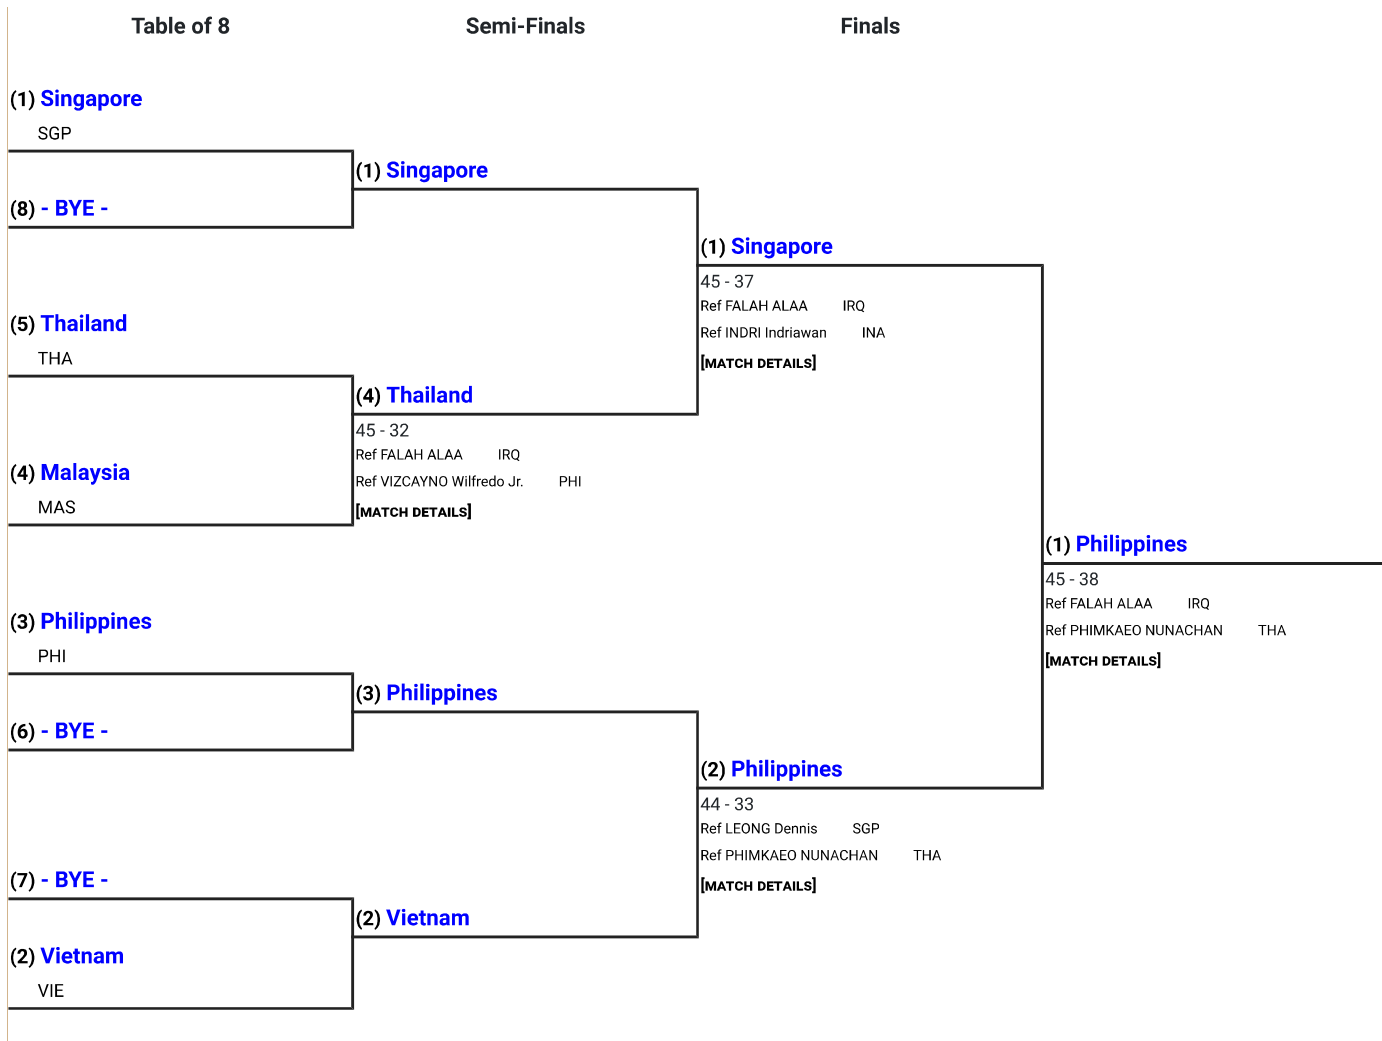 Table of 8
Semi-Finals
Finals
(1) Singapore
SGP
(8) - BYE -
(5) Thailand
THA
(4) Malaysia
MAS
(3) Philippines
PHI
(6) - BYE -
(7) - BYE -
(2) Vietnam
VIE
(1) Singapore
(4) Thailand
45 - 32
Ref FALAH ALAA IRQ
Ref VIZCAYNO Wilfredo Jr. PHI
[MATCH DETAILS]
(3) Philippines
(2) Vietnam
(1) Singapore
45 - 37
Ref FALAH ALAA IRQ
Ref INDRI Indriawan INA
[MATCH DETAILS]
(2) Philippines
44 - 33
Ref LEONG Dennis SGP
Ref PHIMKAEO NUNACHAN THA
[MATCH DETAILS]
(1) Philippines
45 - 38
Ref FALAH ALAA IRQ
Ref PHIMKAEO NUNACHAN THA
[MATCH DETAILS]